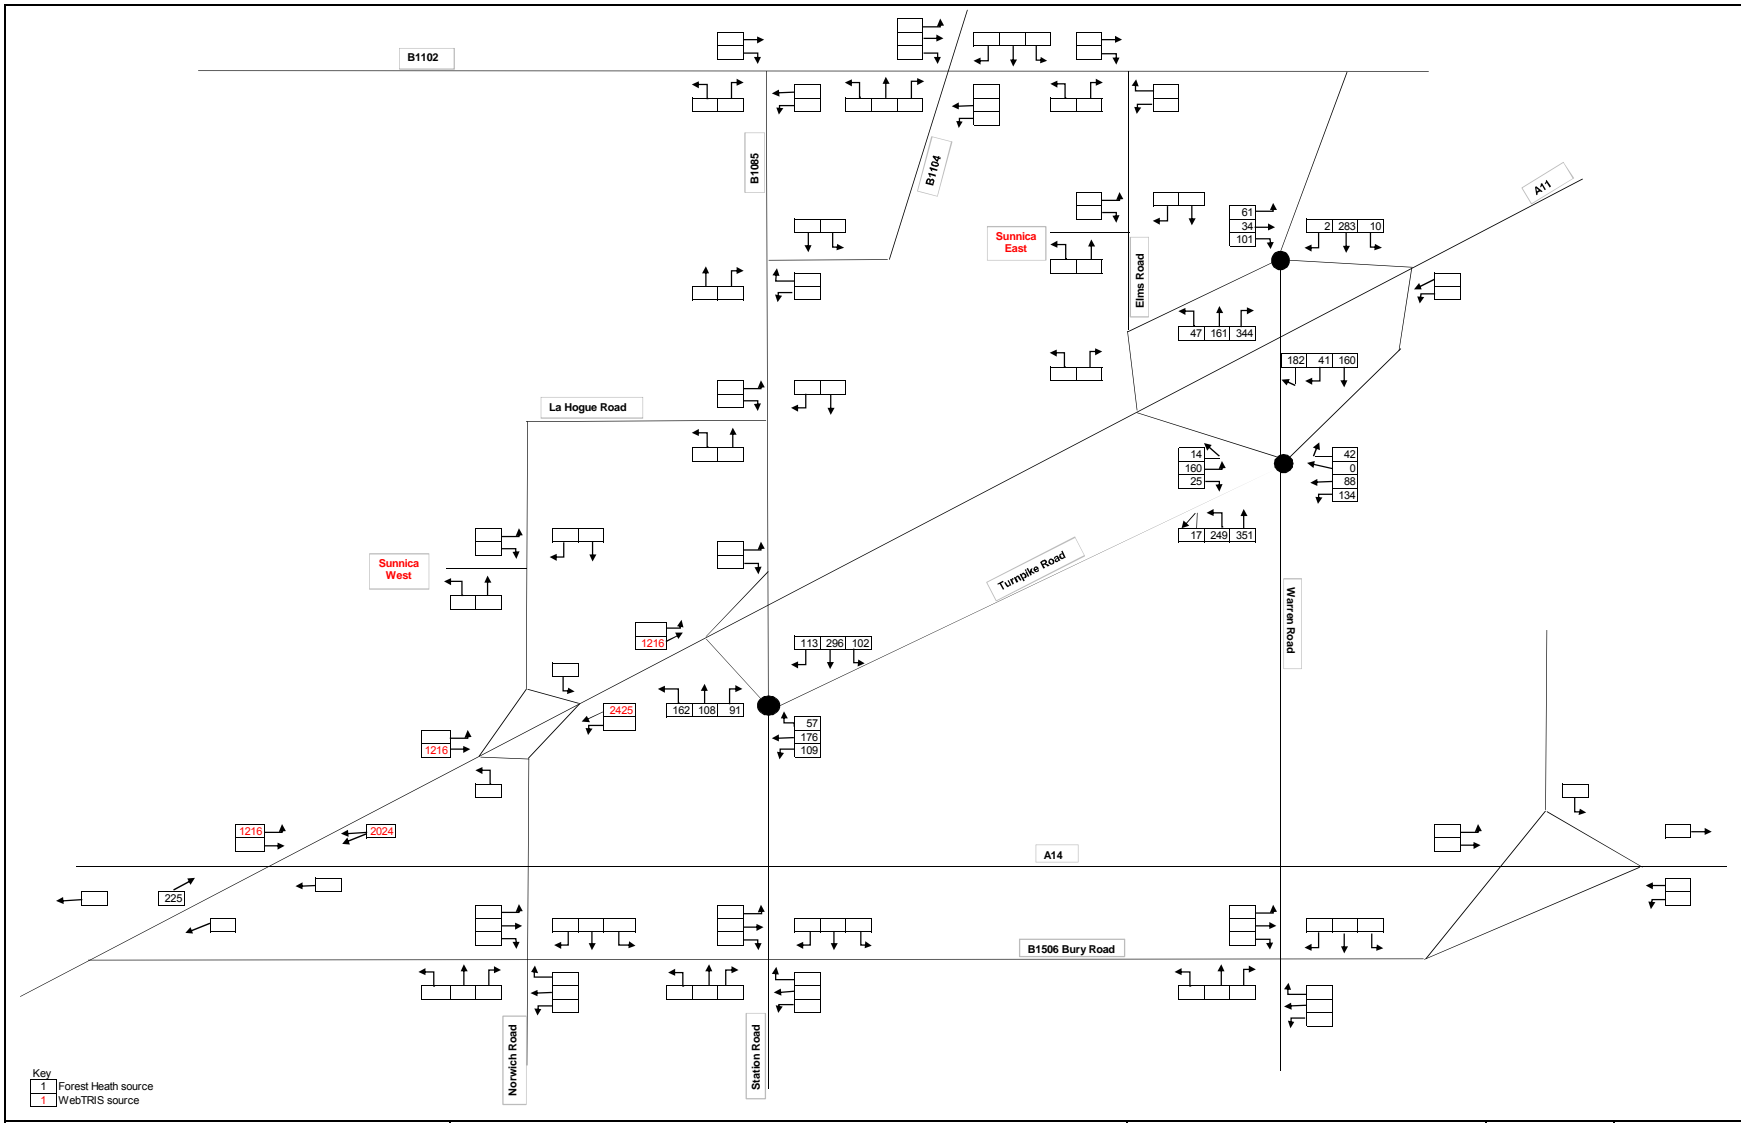 B1102
B1085
B1104
A11
Sunnica
East
Elms Road
61
34
101
2 283 10
47 161 344
182 41 160
La Hogue Road
14
160
25
42
0
88
134
17 249 351
Sunnica
West
Turnpike Road
Warren Road
1216
113 296 102
2425
162 108 91
57
176
109
1216
1216
2024
A14
225
B1506 Bury Road
Norwich Road
Station Road
Key
1 Forest Heath source
1 WebTRIS source